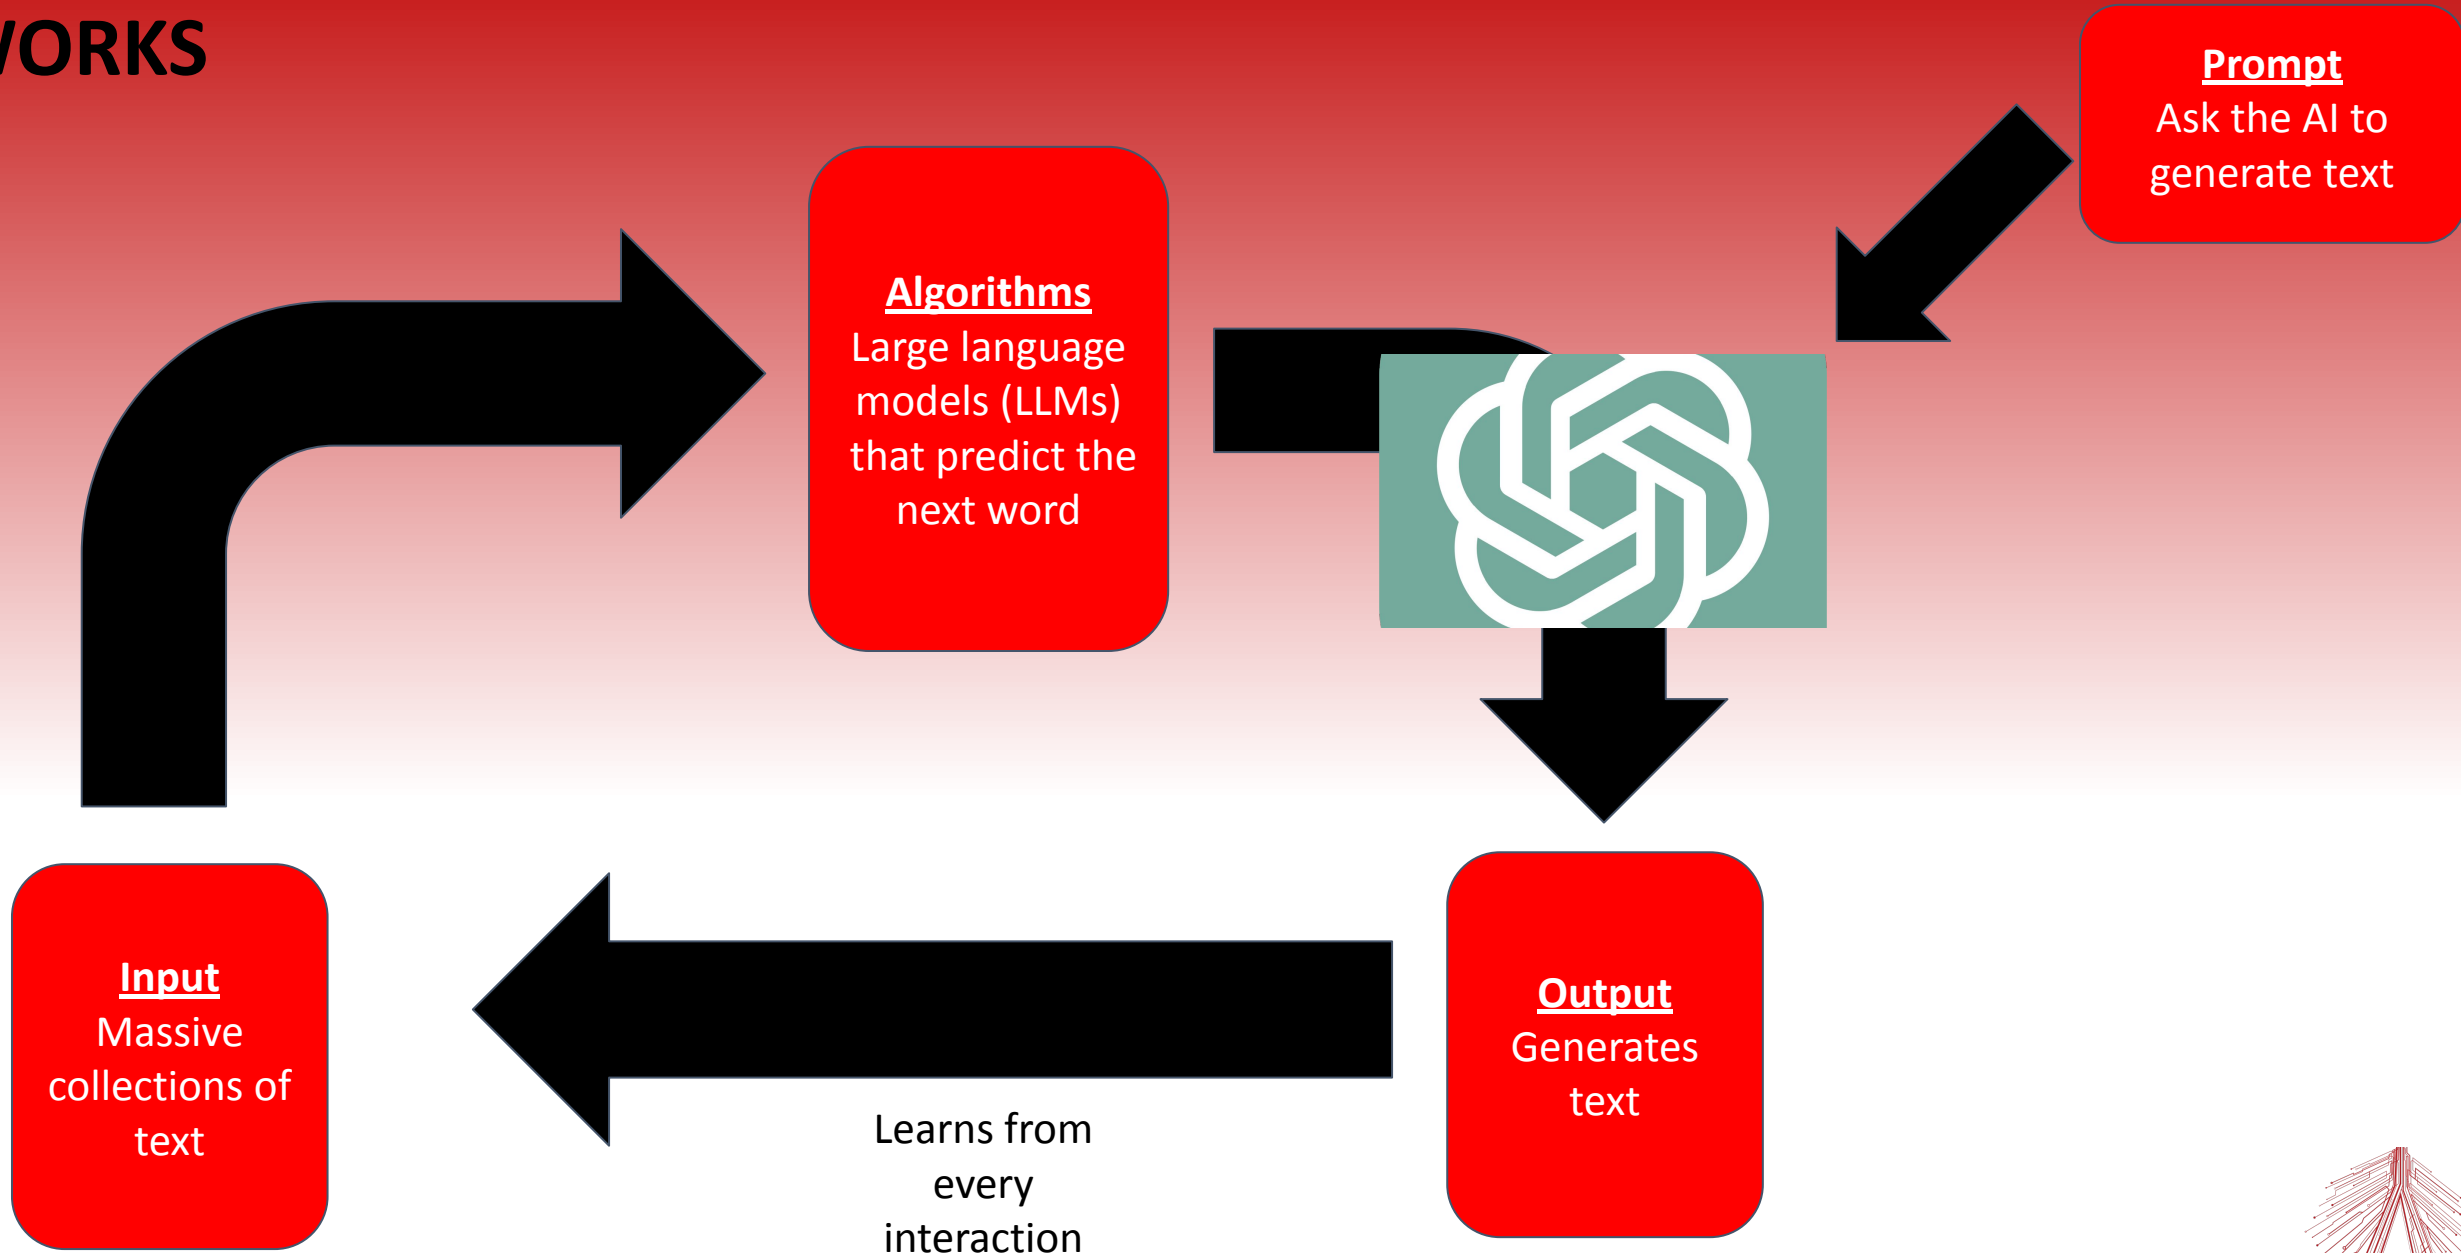 WORKS
Prompt
Ask the AI to
generate text
Algorithms
Large language
models (LLMs)
that predict the
next word
Input
Massive
collections of
text
Output
Generates
text
Learns from
every
interaction